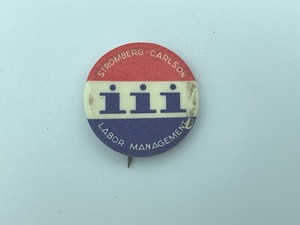 STROMBERG-CARLSON
iii
LABOR MANAGEMENT